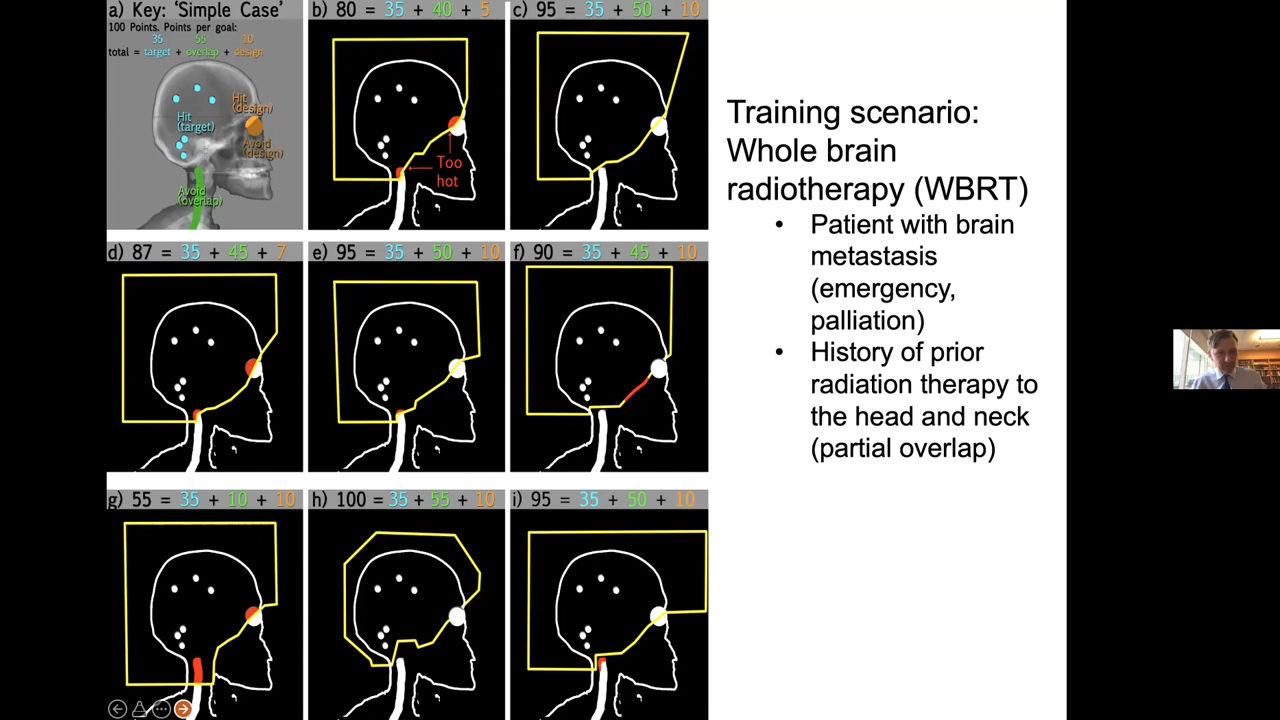 a) Key: ‘Simple Case’
100 Points. Points per goal:
35 55 10
total = target + overlap + design
Hit
(design)
Hit
(target)
Avoid
(design)
Avoid
(overlap)
b) 80 = 35 + 40 + 5
Too
hot
c) 95 = 35 + 50 + 10
d) 87 = 35 + 45 + 7
e) 95 = 35 + 50 + 10
f) 90 = 35 + 45 + 10
g) 55 = 35 + 10 + 10
h) 100 = 35 + 55 + 10
i) 95 = 35 + 50 + 10
Training scenario:
Whole brain
radiotherapy (WBRT)
• Patient with brain
metastasis
(emergency,
palliation)
• History of prior
radiation therapy to
the head and neck
(partial overlap)